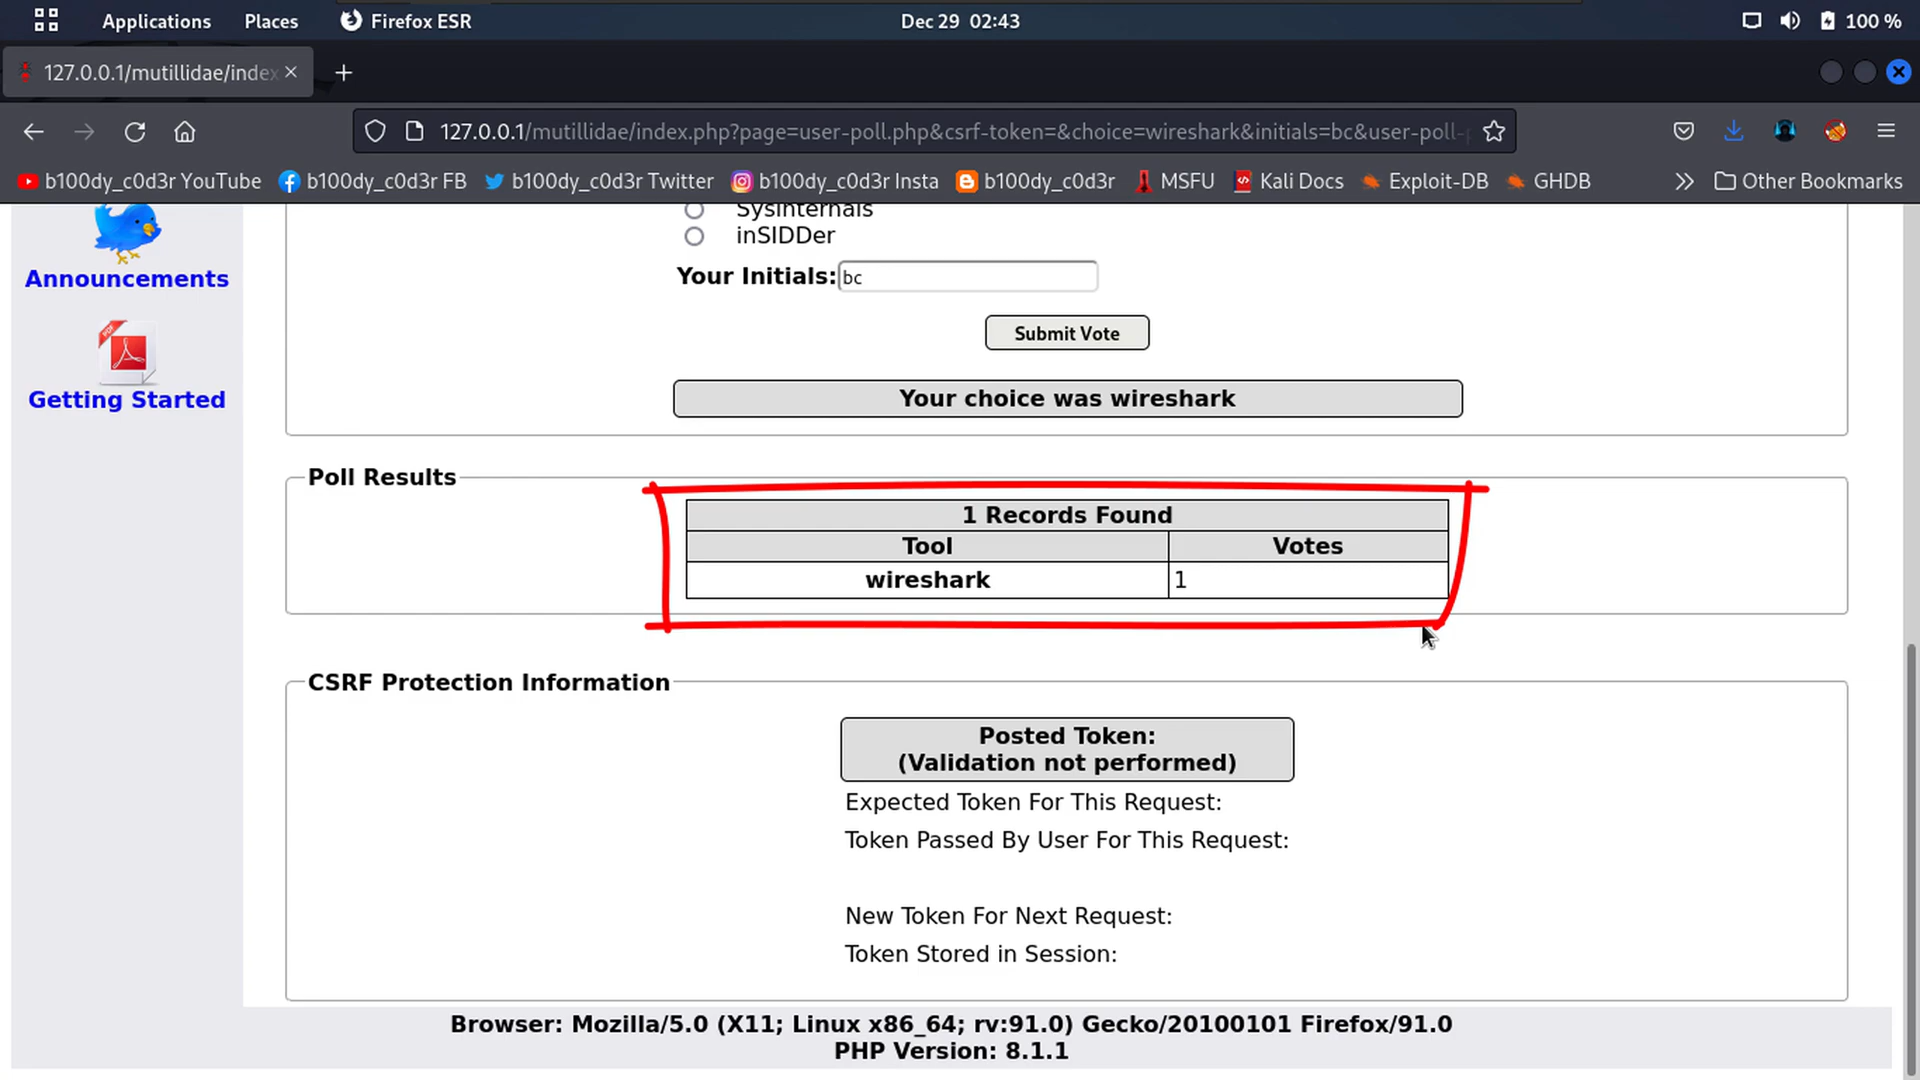 Applications Places Firefox ESR Dec 29 02:43 100 %
127.0.0.1/mutillidae/index
127.0.0.1/mutillidae/index.php?page=user-poll.php&csrf-token=&choice=wireshark&initials=bc&user-poll-
b100dy_c0d3r YouTube b100dy_c0d3r FB b100dy_c0d3r Twitter b100dy_c0d3r Insta b100dy_c0d3r MSFU Kali Docs Exploit-DB GHDB Other Bookmarks
Sysinternals
inSIDDer
Announcements
Your Initials: bc
PDF
Submit Vote
Getting Started
Your choice was wireshark
Poll Results
1 Records Found
Tool Votes
wireshark 1
CSRF Protection Information
Posted Token:
(Validation not performed)
Expected Token For This Request:
Token Passed By User For This Request:
New Token For Next Request:
Token Stored in Session:
Browser: Mozilla/5.0 (X11; Linux x86_64; rv:91.0) Gecko/20100101 Firefox/91.0
PHP Version: 8.1.1